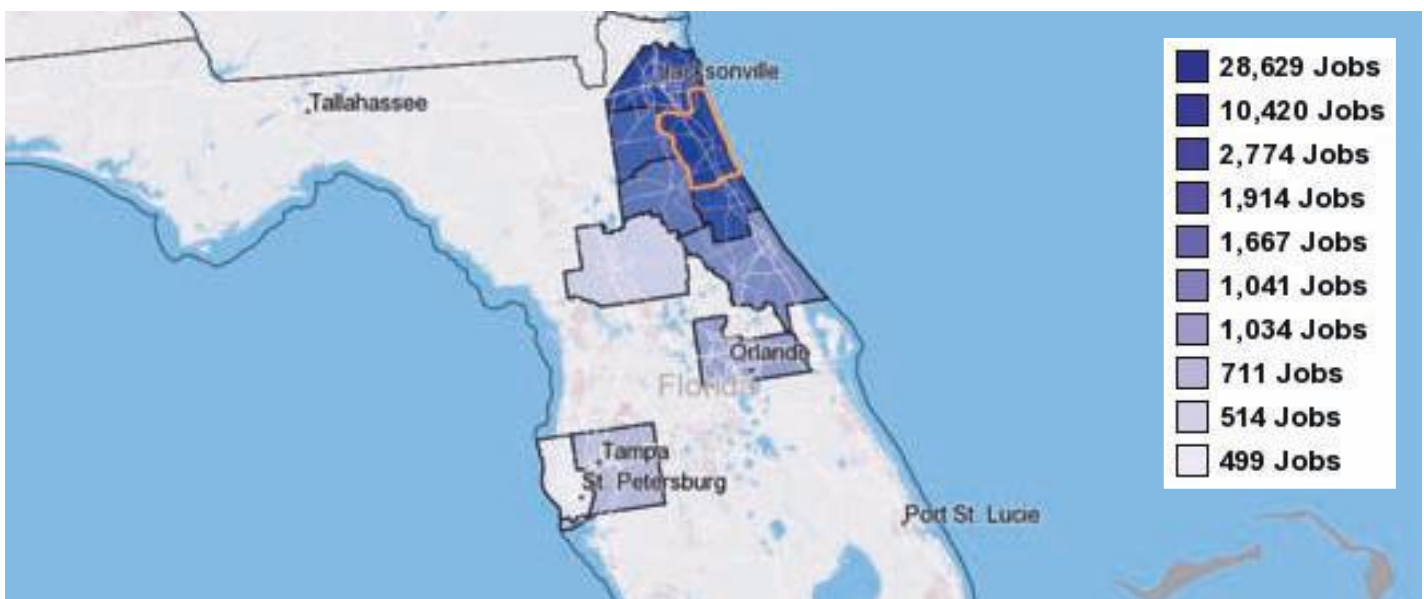 Jacksonville
Tallahassee
Orlando
Florida
Tampa
St. Petersburg
Port St. Lucie
28,629 Jobs
10,420 Jobs
2,774 Jobs
1,914 Jobs
1,667 Jobs
1,041 Jobs
1,034 Jobs
711 Jobs
514 Jobs
499 Jobs